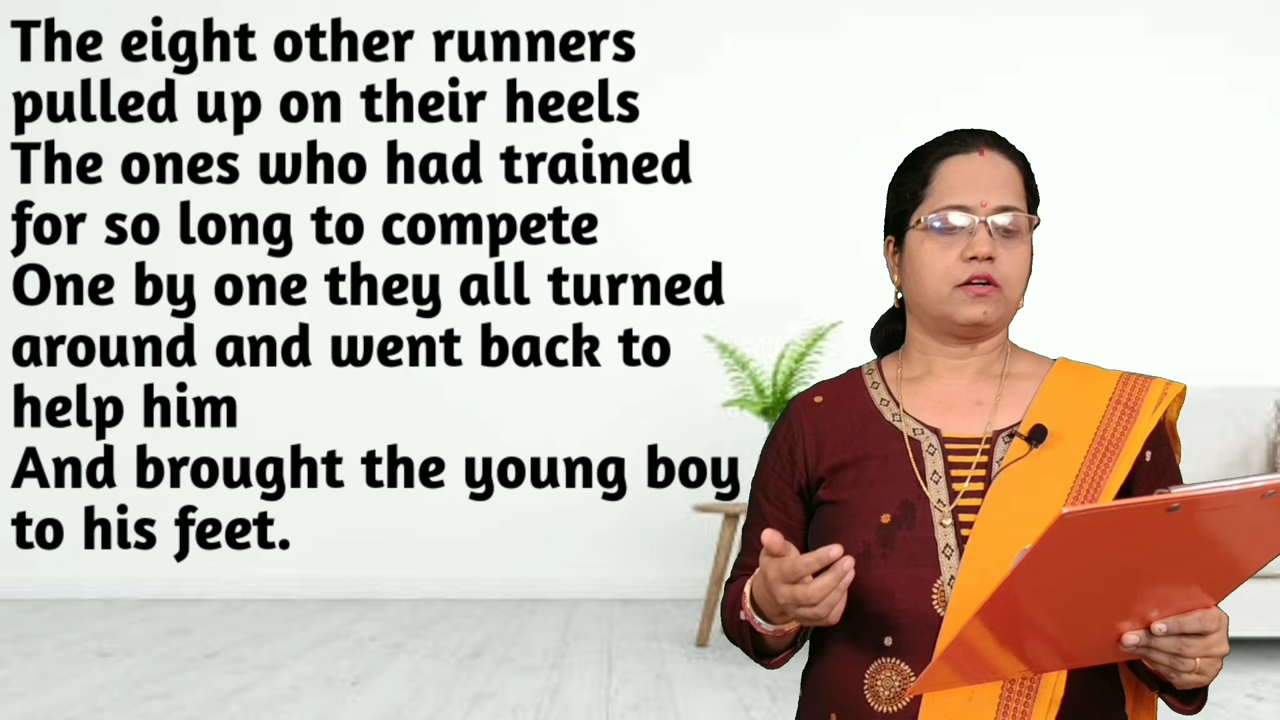 The eight other runners
pulled up on their heels
The ones who had trained
for so long to compete
One by one they all turned
around and went back to
help him
And brought the young boy
to his feet.